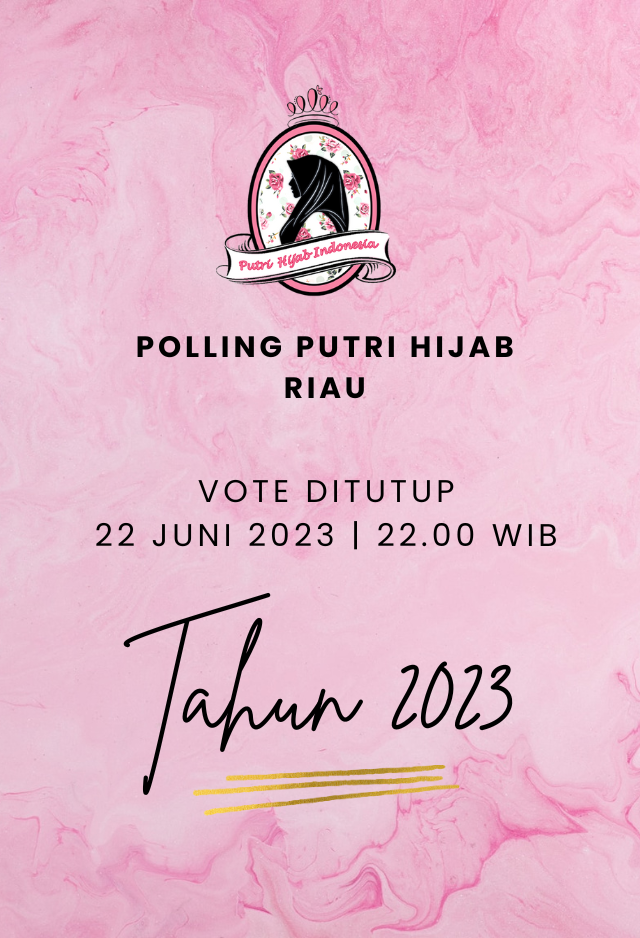 Putri Hijab Indonesia
POLLING PUTRI HIJAB
RIAU
VOTE DITUTUP
22 JUNI 2023 | 22.00 WIB
Tahun 2023